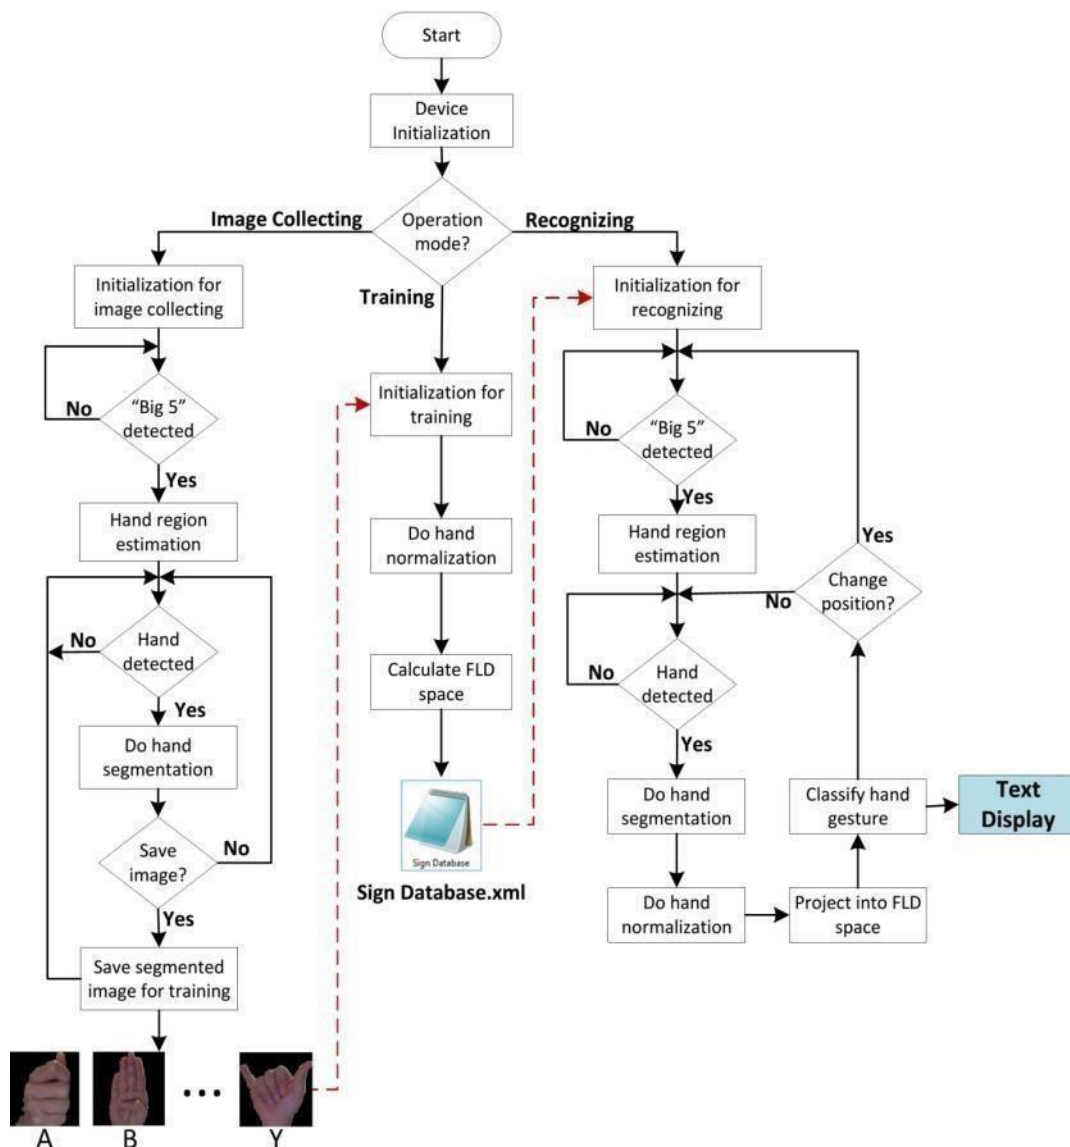 Start
Device
Initialization
Operation
mode?
Image Collecting
Training
Recognizing
Initialization for
image collecting
"Big 5"
detected
No
Yes
Hand region
estimation
Hand
detected
No
Yes
Do hand
segmentation
Save
image?
No
Yes
Save segmented
image for training
A
B
...
Y
Initialization for
training
Do hand
normalization
Calculate FLD
space
Sign Database
Sign Database.xml
Initialization for
recognizing
“Big 5”
detected
No
Yes
Hand region
estimation
Hand
detected
No
Yes
Do hand
segmentation
Do hand
normalization
Project into FLD
space
Classify hand
gesture
Text
Display
Change
position?
No
Yes